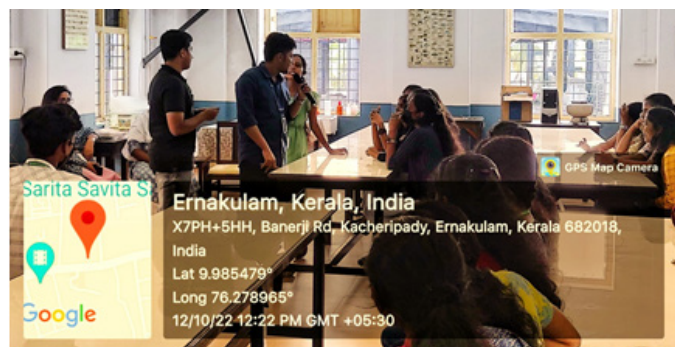 GPS Map Camera
Sarita Savita S
Google
Ernakulam, Kerala, India
X7PH+5HH, Banerji Rd, Kacheripady, Ernakulam, Kerala 682018,
India
Lat 9.985479°
Long 76.278965°
12/10/22 12:22 PM GMT +05:30